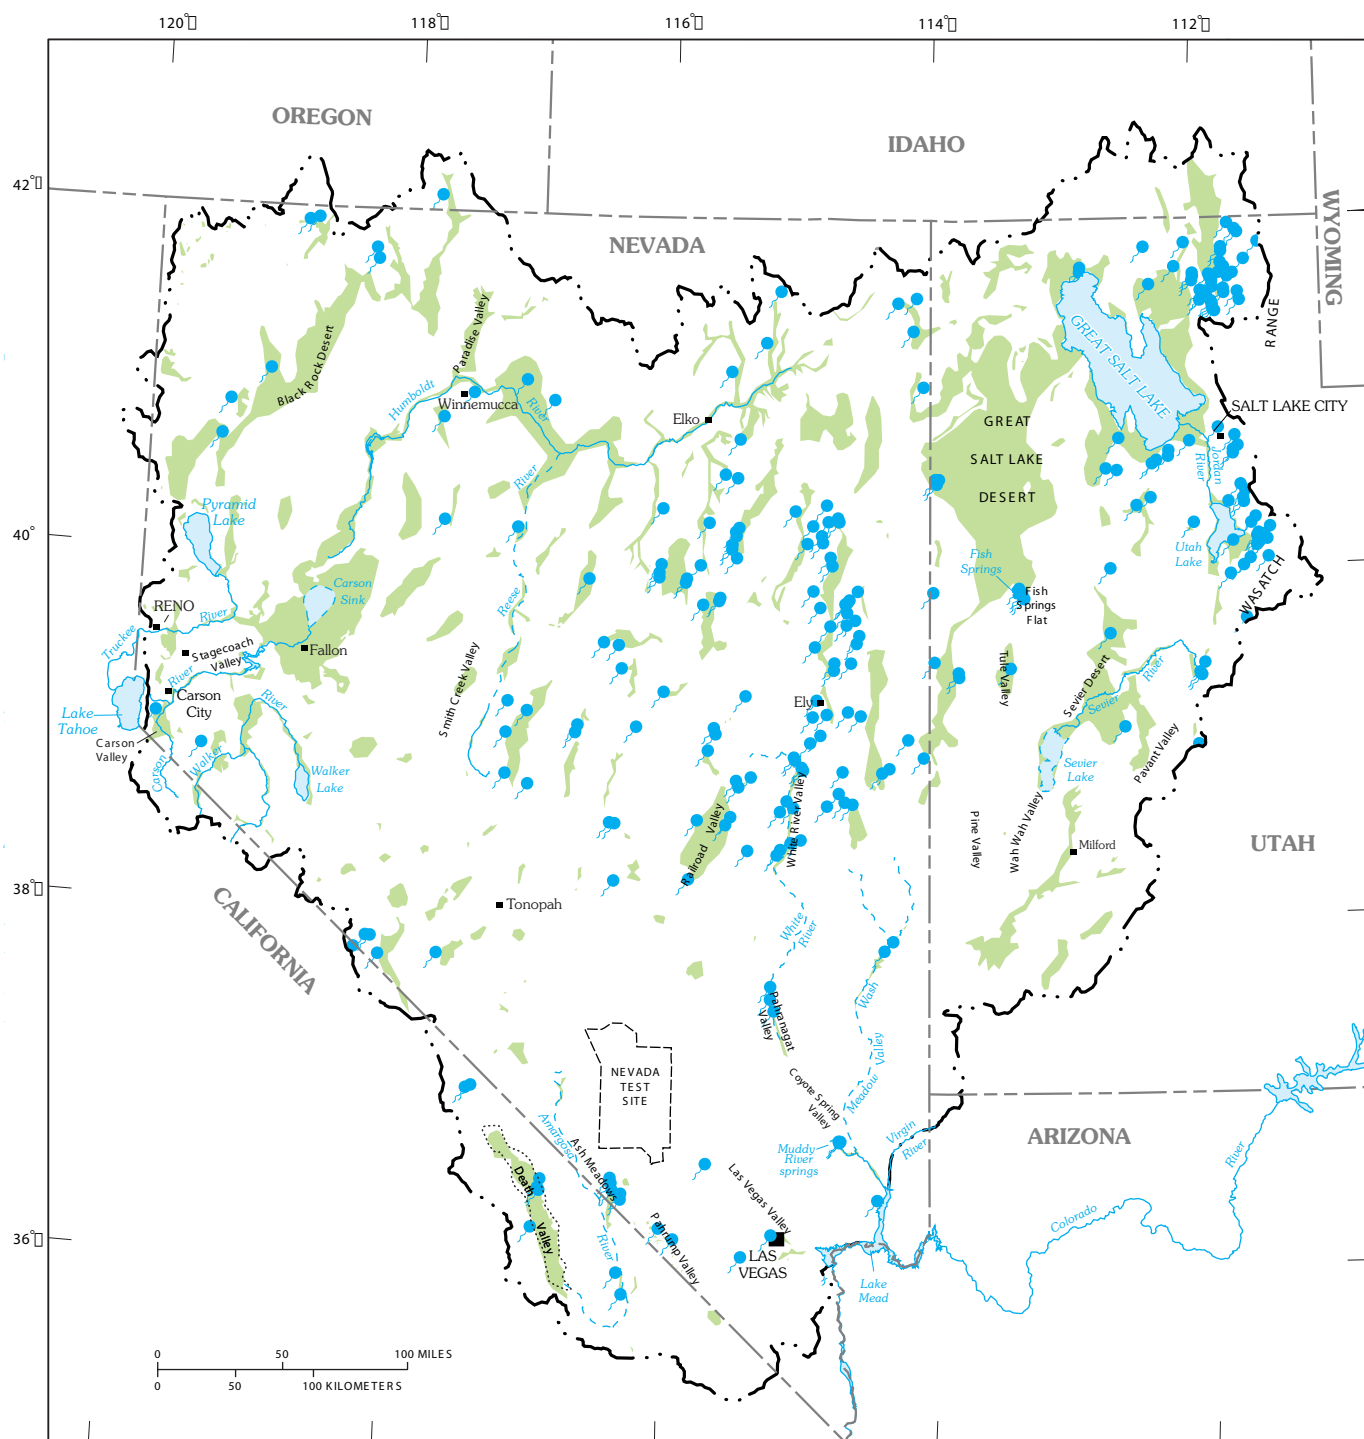 120°
118°
116°
114°
112°
OREGON
IDAHO
42°
WYOMING
NEVADA
RANGE
GREAT SALT LAKE
Paradise Valley
Black Rock Desert
Humboldt
River
Winnemucca
Elko
SALT LAKE CITY
GREAT
SALT LAKE
DESERT
Jordan
River
River
Pyramid
Lake
40°
Utah
Lake
Fish
Springs
WASATCH
Carson
Sink
Reese
Fish
Springs
Flat
RENO
River
Truckee
Stagecoach
Valley
Fallon
River
Carson
City
Smith Creek Valley
Tule Valley
Sevier Desert
River
Sevier
Lake
Tahoe
River
Ely
Carson
Valley
Carson
Walker
Walker
Lake
Sevier
Lake
Pavant Valley
White River Valley
Railroad Valley
Pine Valley
Wah Wah Valley
Milford
UTAH
38°
CALIFORNIA
Tonopah
White
River
Wash
Pahranagat
Valley
Valley
Meadow
NEVADA
TEST
SITE
Coyote Spring
Valley
Amargosa
Ash Meadows
Virgin
River
ARIZONA
Muddy
River
springs
River
Death
Valley
Las Vegas Valley
Pahrump Valley
River
Colorado
36°
LAS
VEGAS
Lake
Mead
0 50 100 MILES
0 50 100 KILOMETERS